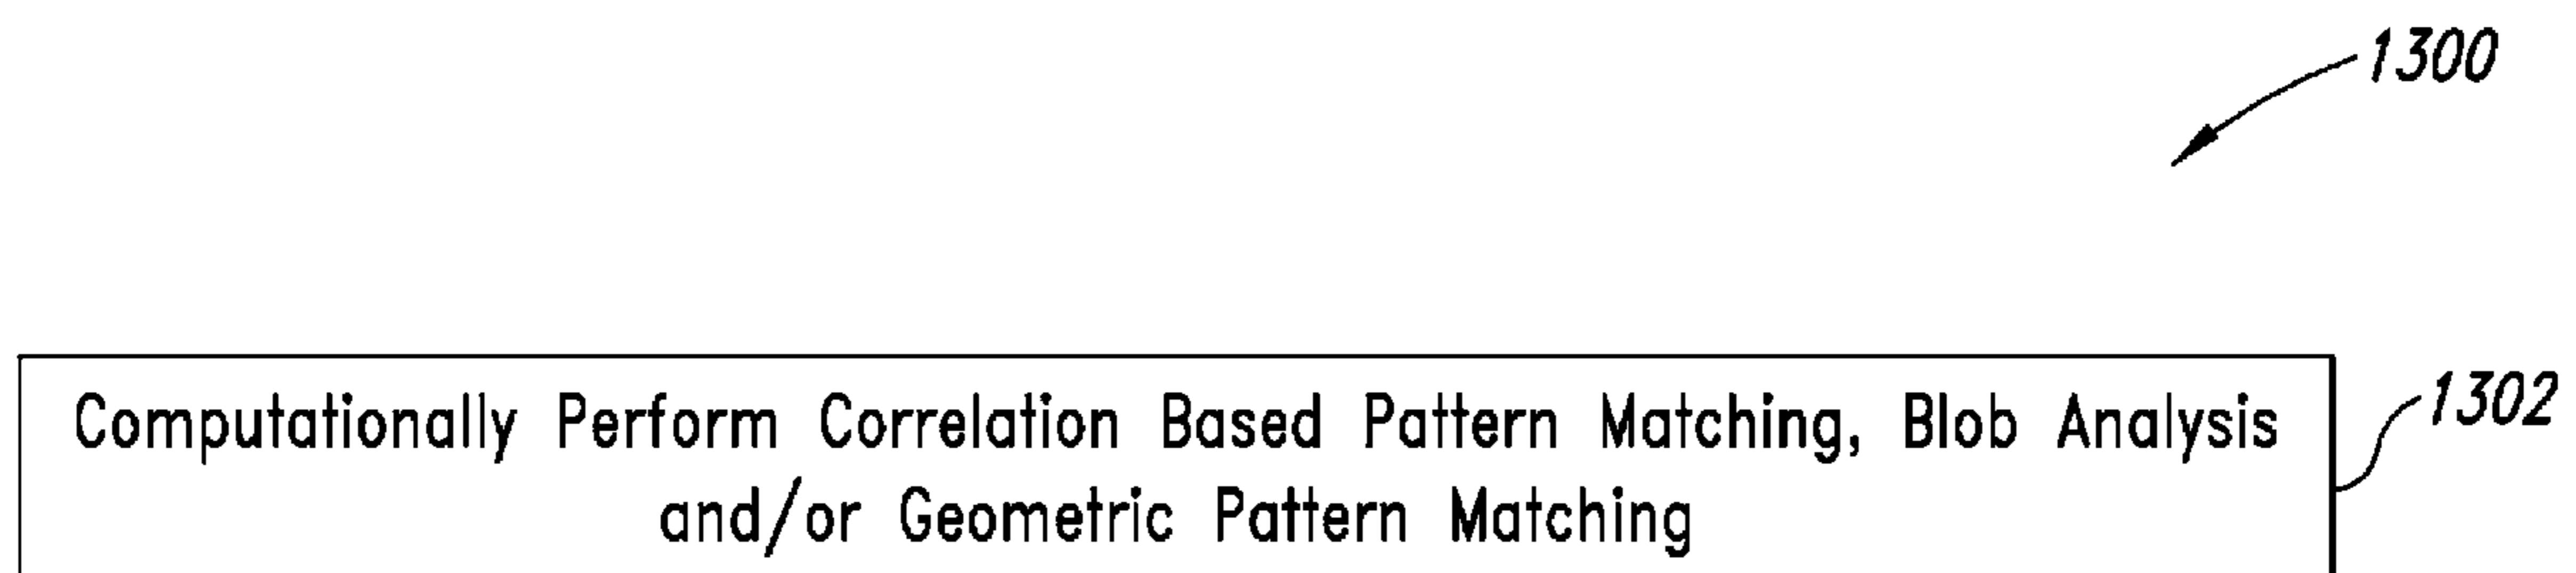 1300
Computationally Perform Correlation Based Pattern Matching, Blob Analysis
1302
and/or Geometric Pattern Matching